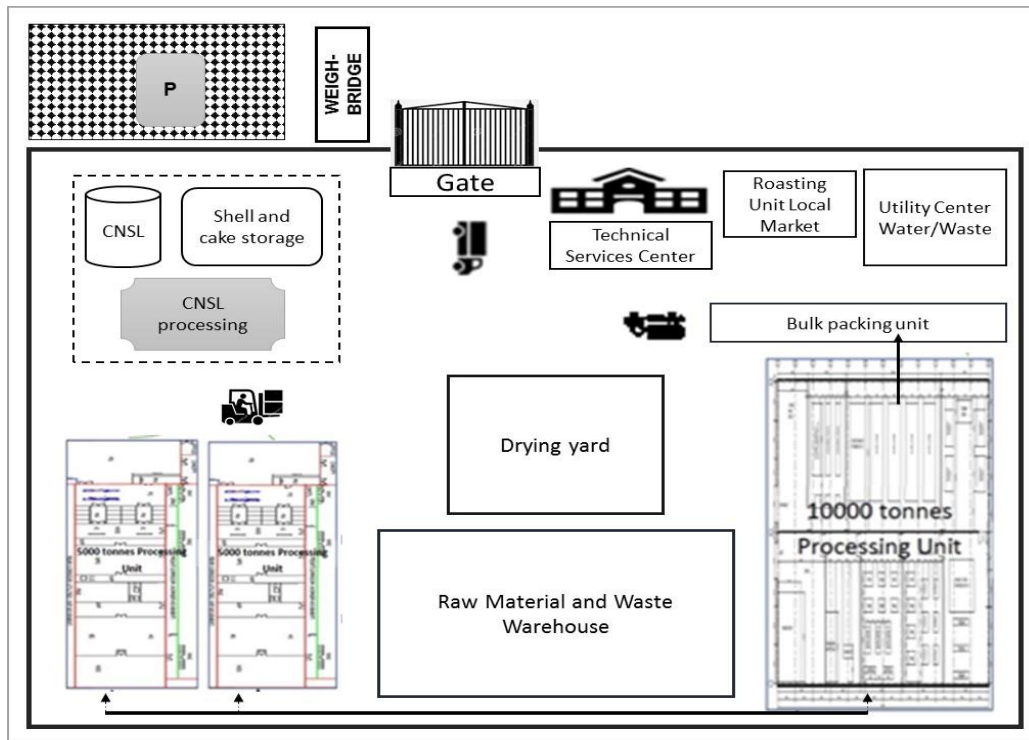 P
WEIGH-
BRIDGE
Gate
CNSL
Shell and
cake storage
CNSL
processing
Technical
Services Center
Roasting
Unit Local
Market
Utility Center
Water/Waste
Bulk packing unit
Drying yard
5000 tonnes Processing
Unit
5000 tonnes Processing
Unit
10000 tonnes
Processing Unit
Raw Material and Waste
Warehouse